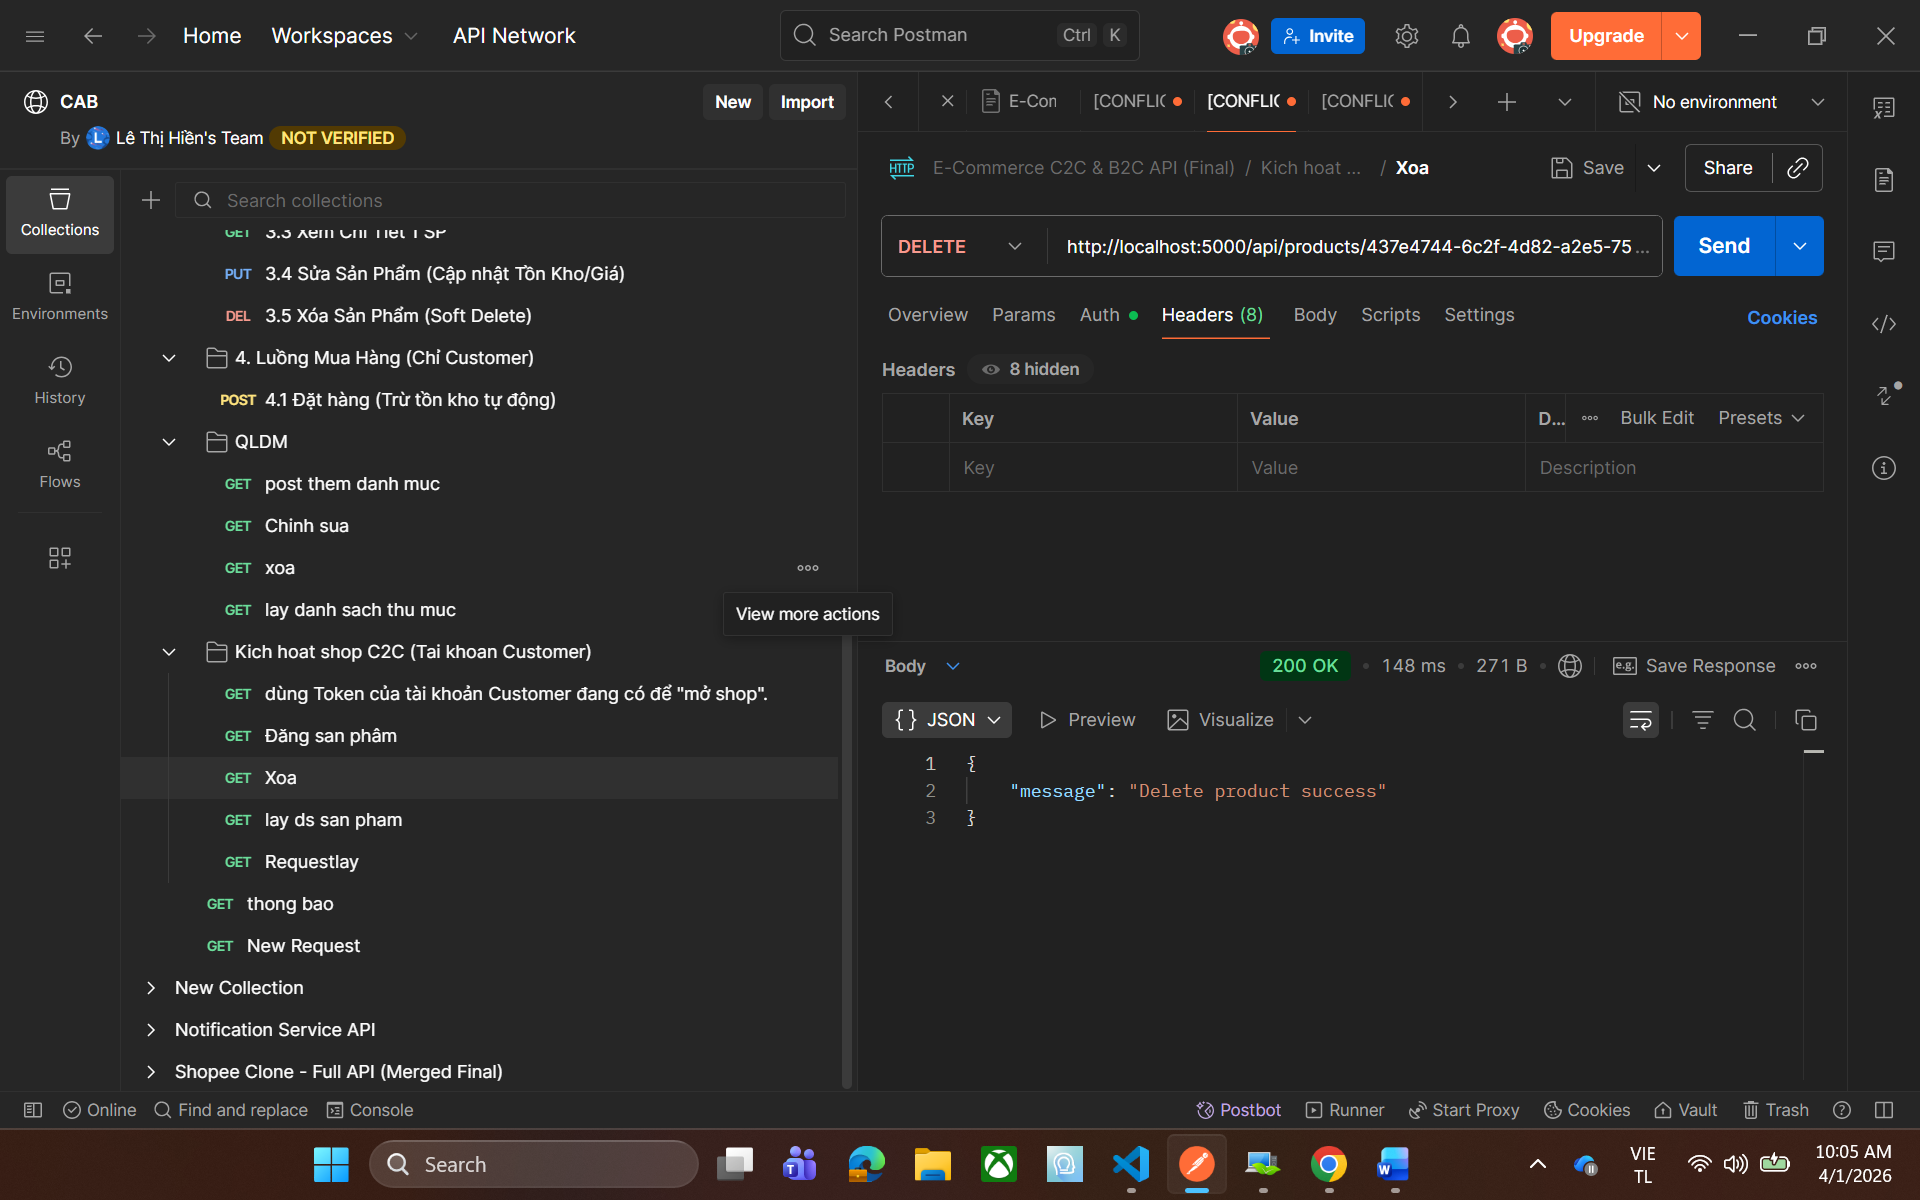 Home Workspaces API Network Search Postman Ctrl K Invite Upgrade
CAB New Import
By L Lê Thị Hiền's Team NOT VERIFIED
E-Con [CONFLIC [CONFLIC [CONFLIC No environment
HTTP E-Commerce C2C & B2C API (Final) / Kich hoat ... / Xoa Save Share
Collections
Environments
History
Flows
Search collections
GET 3.3 Xem Chi Tiết 1 SP
PUT 3.4 Sửa Sản Phẩm (Cập nhật Tồn Kho/Giá)
DEL 3.5 Xóa Sản Phẩm (Soft Delete)
4. Luồng Mua Hàng (Chỉ Customer)
POST 4.1 Đặt hàng (Trừ tồn kho tự động)
QLDM
GET post them danh muc
GET Chinh sua
GET xoa
GET lay danh sach thu muc
View more actions
Kich hoat shop C2C (Tai khoan Customer)
GET dùng Token của tài khoản Customer đang có để "mở shop".
GET Đăng san phâm
GET Xoa
GET lay ds san pham
GET Requestlay
GET thong bao
GET New Request
New Collection
Notification Service API
Shopee Clone - Full API (Merged Final)
DELETE http://localhost:5000/api/products/437e4744-6c2f-4d82-a2e5-75... Send
Overview Params Auth Headers (8) Body Scripts Settings Cookies
Headers 8 hidden
Key Value D... Bulk Edit Presets
Key Value Description
Body 200 OK 148 ms 271 B e.g. Save Response
{} JSON Preview Visualize
1 {
2 "message": "Delete product success"
3 }
Online Find and replace Console Postbot Runner Start Proxy Cookies Vault Trash
Search VIE 10:05 AM
TL 4/1/2026